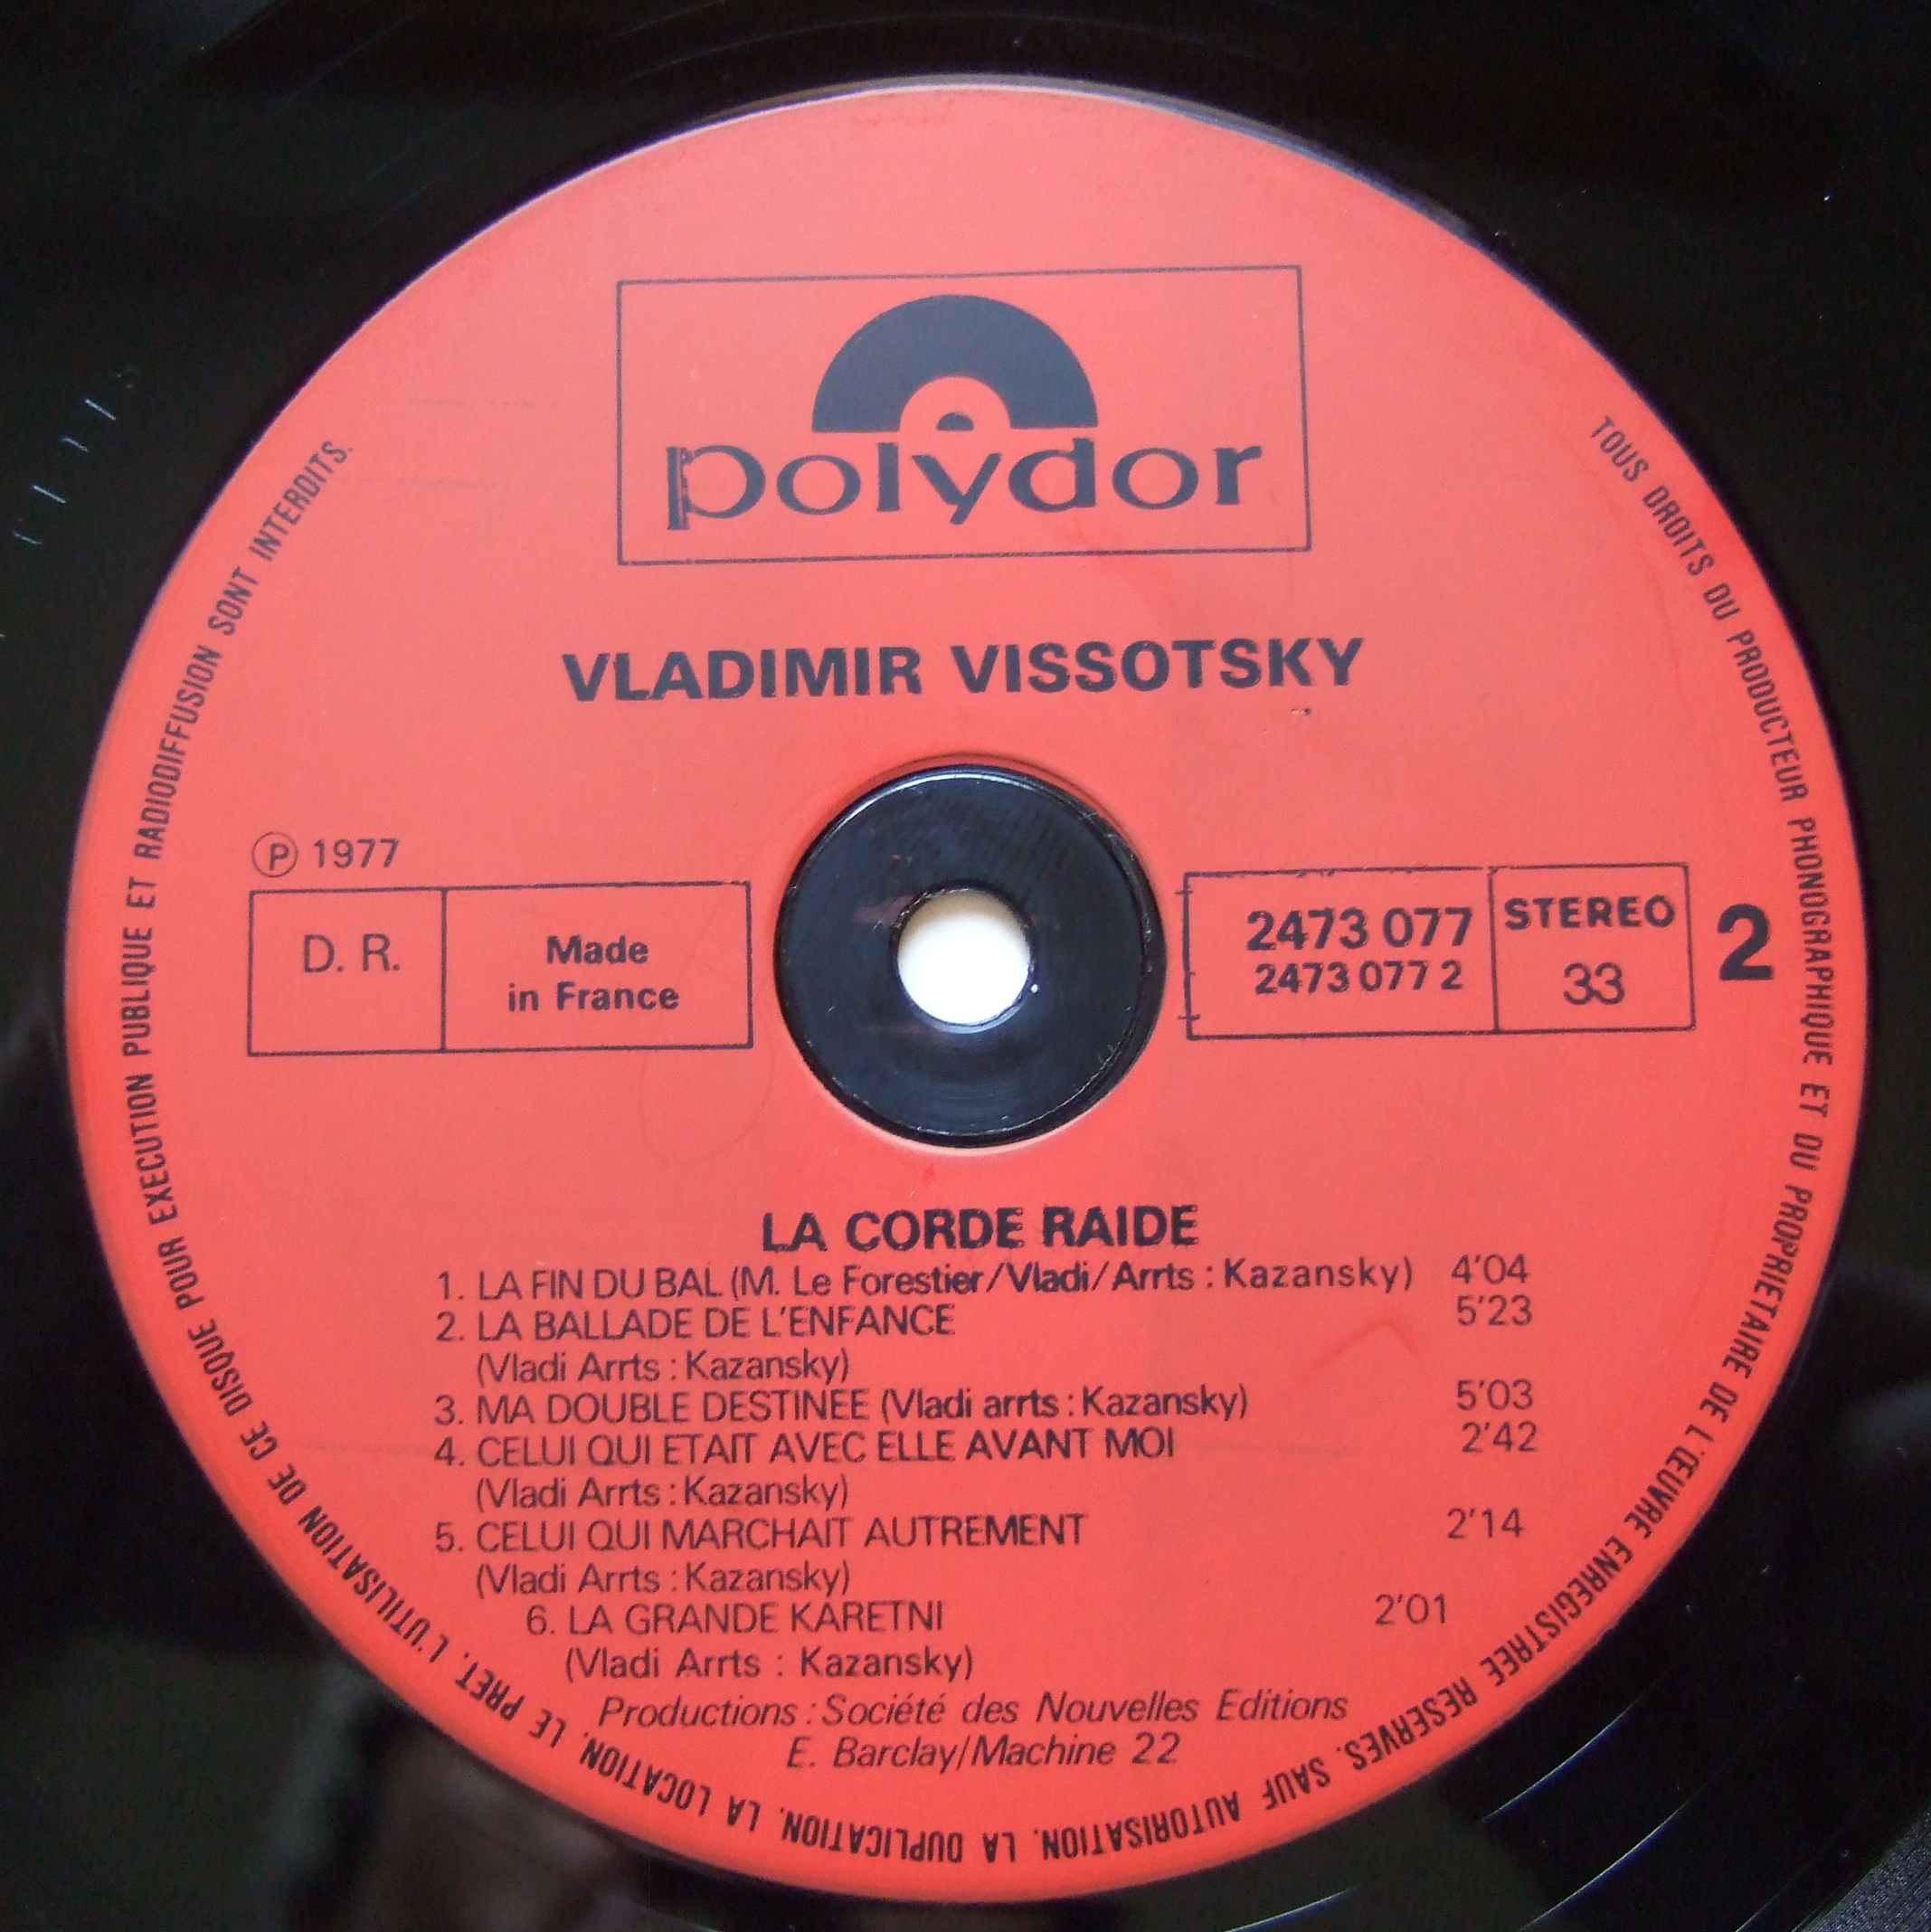 polydor
VLADIMIR VISSOTSKY
Ⓟ 1977
D. R.
Made
in France
2473 077
2473 077 2
STEREO
33
2
LA CORDE RAIDE
1. LA FIN DU BAL (M. Le Forestier/Vladi/Arrts : Kazansky) 4'04
2. LA BALLADE DE L'ENFANCE 5'23
(Vladi Arrts : Kazansky)
3. MA DOUBLE DESTINEE (Vladi arrts : Kazansky) 5'03
4. CELUI QUI ETAIT AVEC ELLE AVANT MOI 2'42
(Vladi Arrts : Kazansky)
5. CELUI QUI MARCHAIT AUTREMENT 2'14
(Vladi Arrts : Kazansky)
6. LA GRANDE KARETNI 2'01
(Vladi Arrts : Kazansky)
Productions : Société des Nouvelles Editions
E. Barclay/Machine 22
TOUS DROITS DU PRODUCTEUR PHONOGRAPHIQUE ET DU PROPRIETAIRE DE L'ŒUVRE ENREGISTREE RESERVES. SAUF AUTORISATION, LA DUPLICATION, LA LOCATION, LE PRET, L'UTILISATION DE CE DISQUE POUR EXECUTION PUBLIQUE ET RADIODIFFUSION SONT INTERDITS.